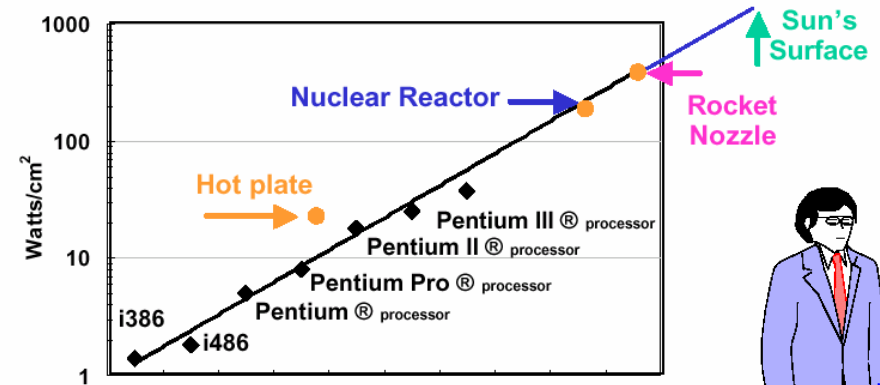 1000
Sun's
Surface
Nuclear Reactor
Rocket
Nozzle
100
Hot plate
Watts/cm²
Pentium III ® processor
Pentium II ® processor
10
Pentium Pro ® processor
Pentium ® processor
i386
i486
1